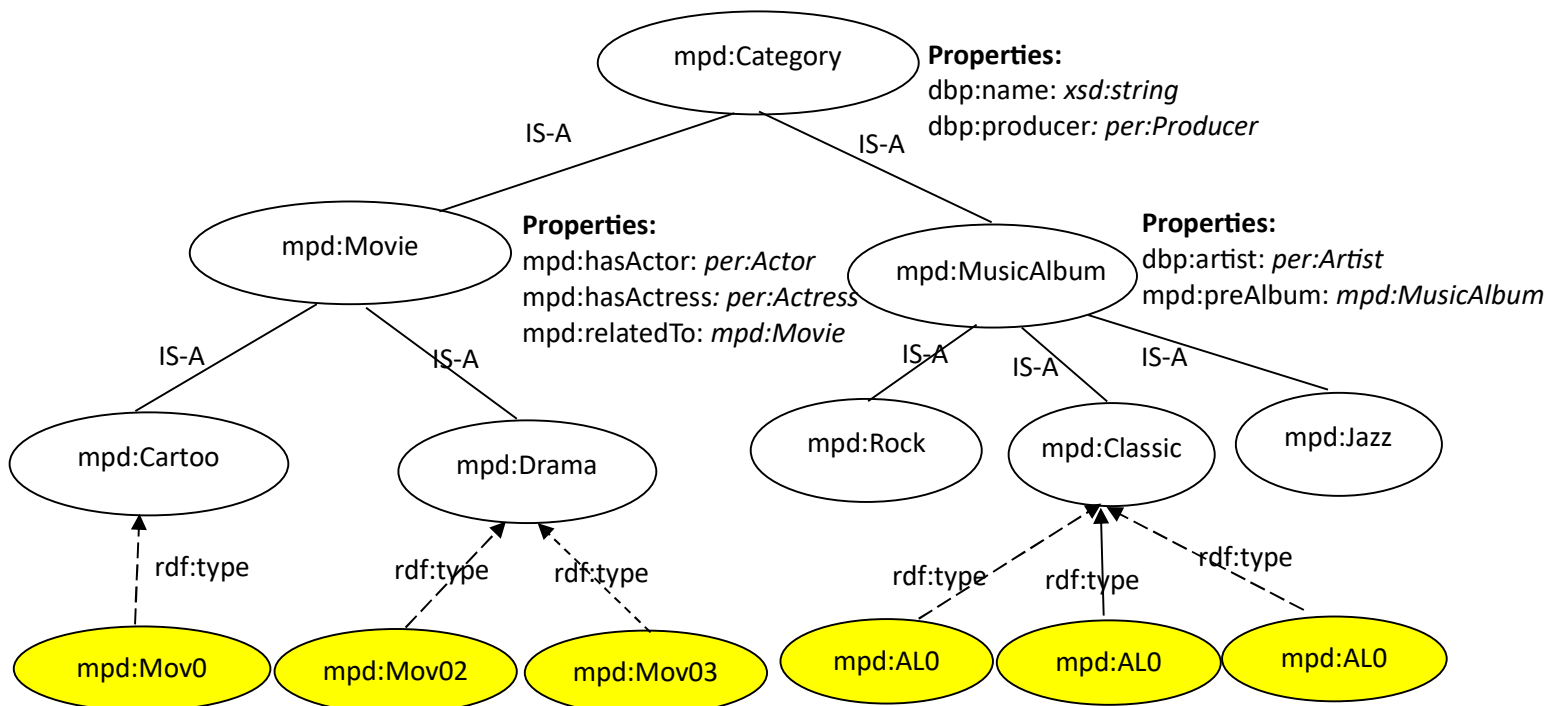 mpd:Category
Properties:
dbp:name: xsd:string
dbp:producer: per:Producer
IS-A
IS-A
mpd:Movie
Properties:
mpd:hasActor: per:Actor
mpd:hasActress: per:Actress
mpd:relatedTo: mpd:Movie
mpd:MusicAlbum
Properties:
dbp:artist: per:Artist
mpd:preAlbum: mpd:MusicAlbum
IS-A
IS-A
IS-A
IS-A
IS-A
mpd:Cartoo
mpd:Drama
mpd:Rock
mpd:Classic
mpd:Jazz
rdf:type
rdf:type
rdf:type
rdf:type
rdf:type
rdf:type
mpd:Mov0
mpd:Mov02
mpd:Mov03
mpd:AL0
mpd:AL0
mpd:AL0